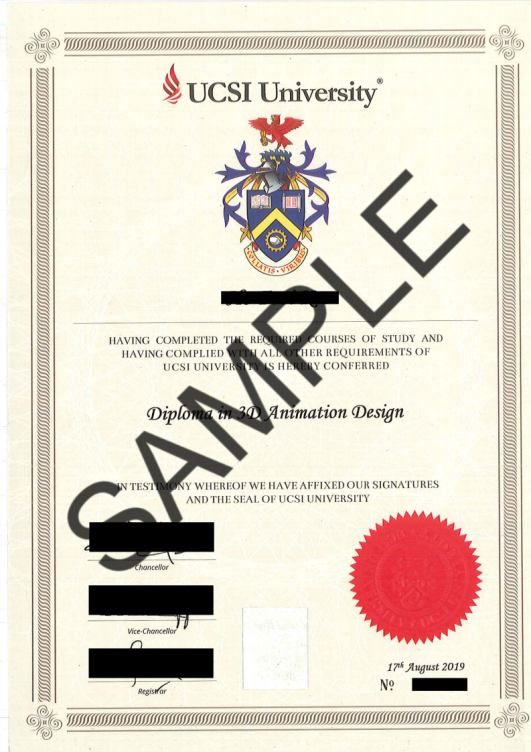 UCSI University®
COLLATIS • VIRIBUS
HAVING COMPLETED THE REQUIRED COURSES OF STUDY AND
HAVING COMPLIED WITH ALL OTHER REQUIREMENTS OF
UCSI UNIVERSITY IS HEREBY CONFERRED
Diploma in 3D Animation Design
SAMPLE
IN TESTIMONY WHEREOF WE HAVE AFFIXED OUR SIGNATURES
AND THE SEAL OF UCSI UNIVERSITY
Chancellor
Vice-Chancellor
Registrar
17th August 2019
Nº